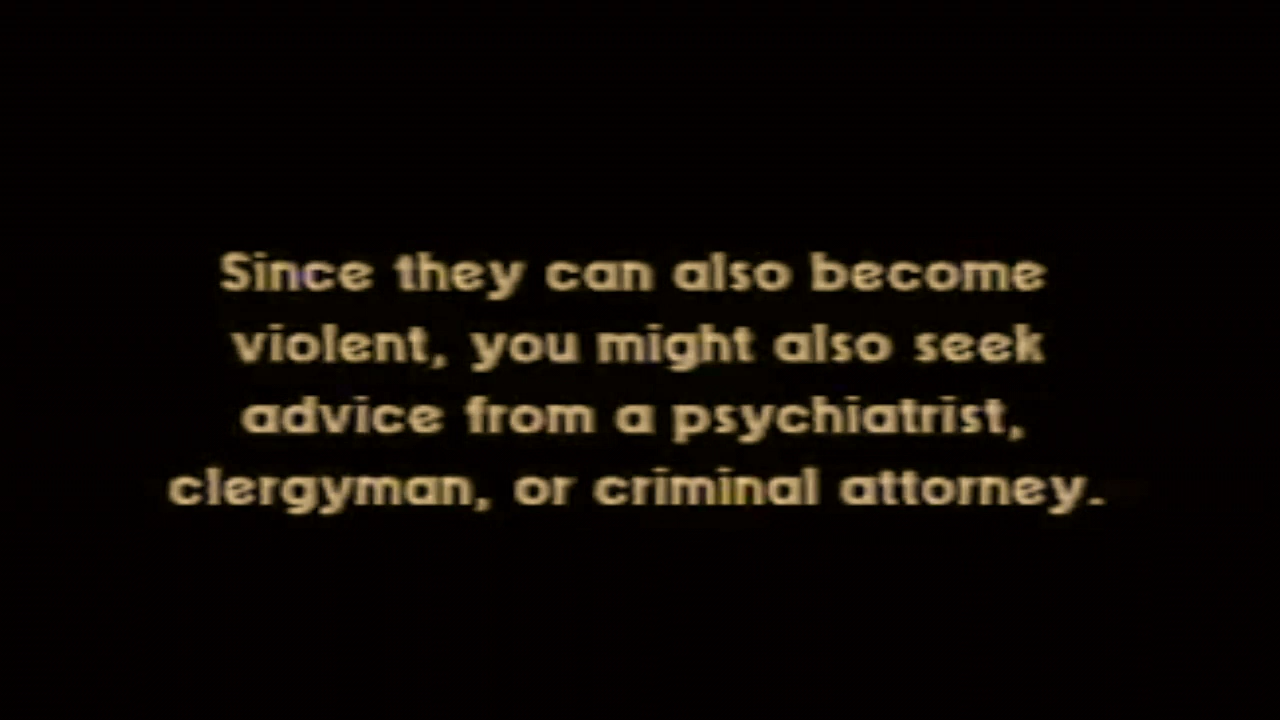 Since they can also become
violent, you might also seek
advice from a psychiatrist,
clergyman, or criminal attorney.